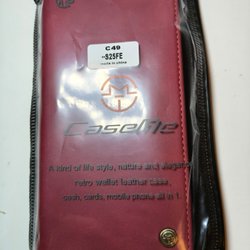 C49
-S25FE
made in china
CaseMe
A kind of life style, nature and elegant
retro wallet leather case,
cash, cards, mobile phone all in 1.